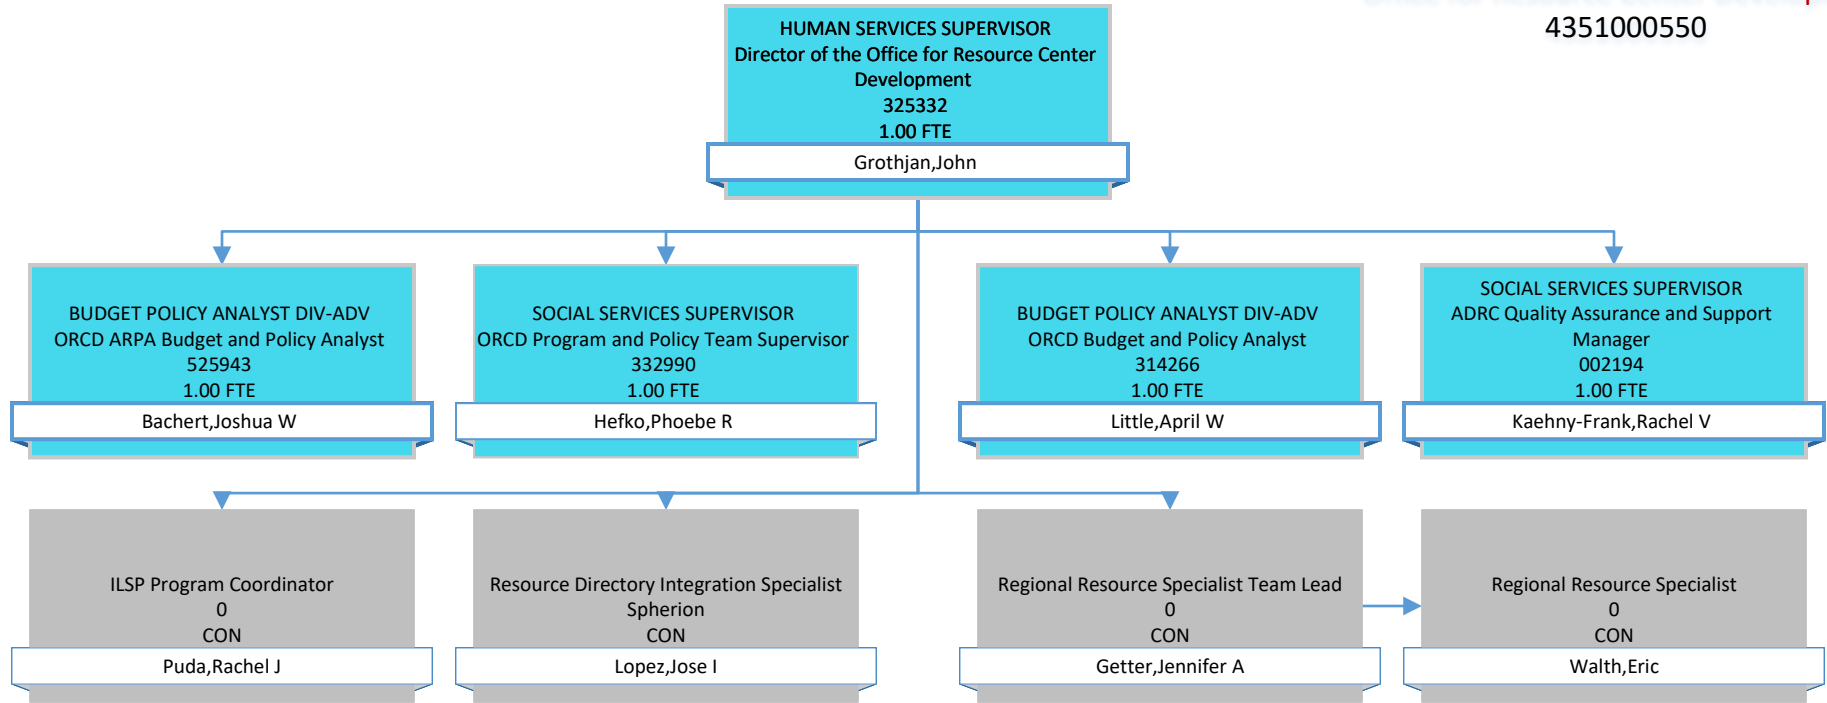 4351000550
HUMAN SERVICES SUPERVISOR
Director of the Office for Resource Center
Development
325332
1.00 FTE
Grothjan,John
BUDGET POLICY ANALYST DIV-ADV
ORCD ARPA Budget and Policy Analyst
525943
1.00 FTE
Bachert,Joshua W
SOCIAL SERVICES SUPERVISOR
ORCD Program and Policy Team Supervisor
332990
1.00 FTE
Hefko,Phoebe R
BUDGET POLICY ANALYST DIV-ADV
ORCD Budget and Policy Analyst
314266
1.00 FTE
Little,April W
SOCIAL SERVICES SUPERVISOR
ADRC Quality Assurance and Support
Manager
002194
1.00 FTE
Kaehny-Frank,Rachel V
ILSP Program Coordinator
0
CON
Puda,Rachel J
Resource Directory Integration Specialist
Spherion
CON
Lopez,Jose I
Regional Resource Specialist Team Lead
0
CON
Getter,Jennifer A
Regional Resource Specialist
0
CON
Walth,Eric